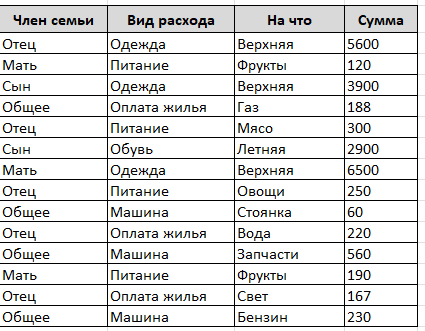 Член семьи Вид расхода На что Сумма
Отец Одежда Верхняя 5600
Мать Питание Фрукты 120
Сын Одежда Верхняя 3900
Общее Оплата жилья Газ 188
Отец Питание Мясо 300
Сын Обувь Летняя 2900
Мать Одежда Верхняя 6500
Отец Питание Овощи 250
Общее Машина Стоянка 60
Отец Оплата жилья Вода 220
Общее Машина Запчасти 560
Мать Питание Фрукты 190
Отец Оплата жилья Свет 167
Общее Машина Бензин 230